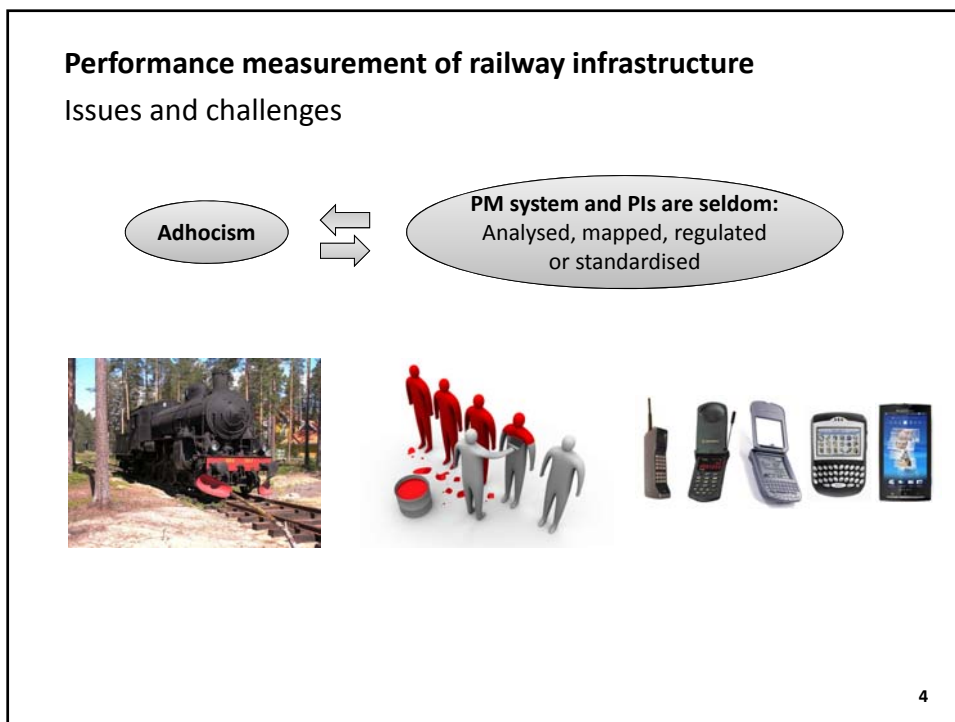 Performance measurement of railway infrastructure
Issues and challenges
Adhocism
PM system and PIs are seldom:
Analysed, mapped, regulated
or standardised
4